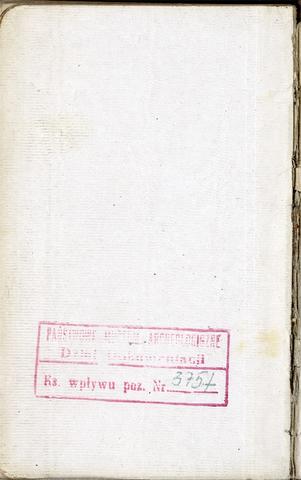 PAŃSTWOWE MUZEUM ARCHEOLOGICZNE
Dział Dokumentacji
Ks. wpływu poz. Nr. 3751